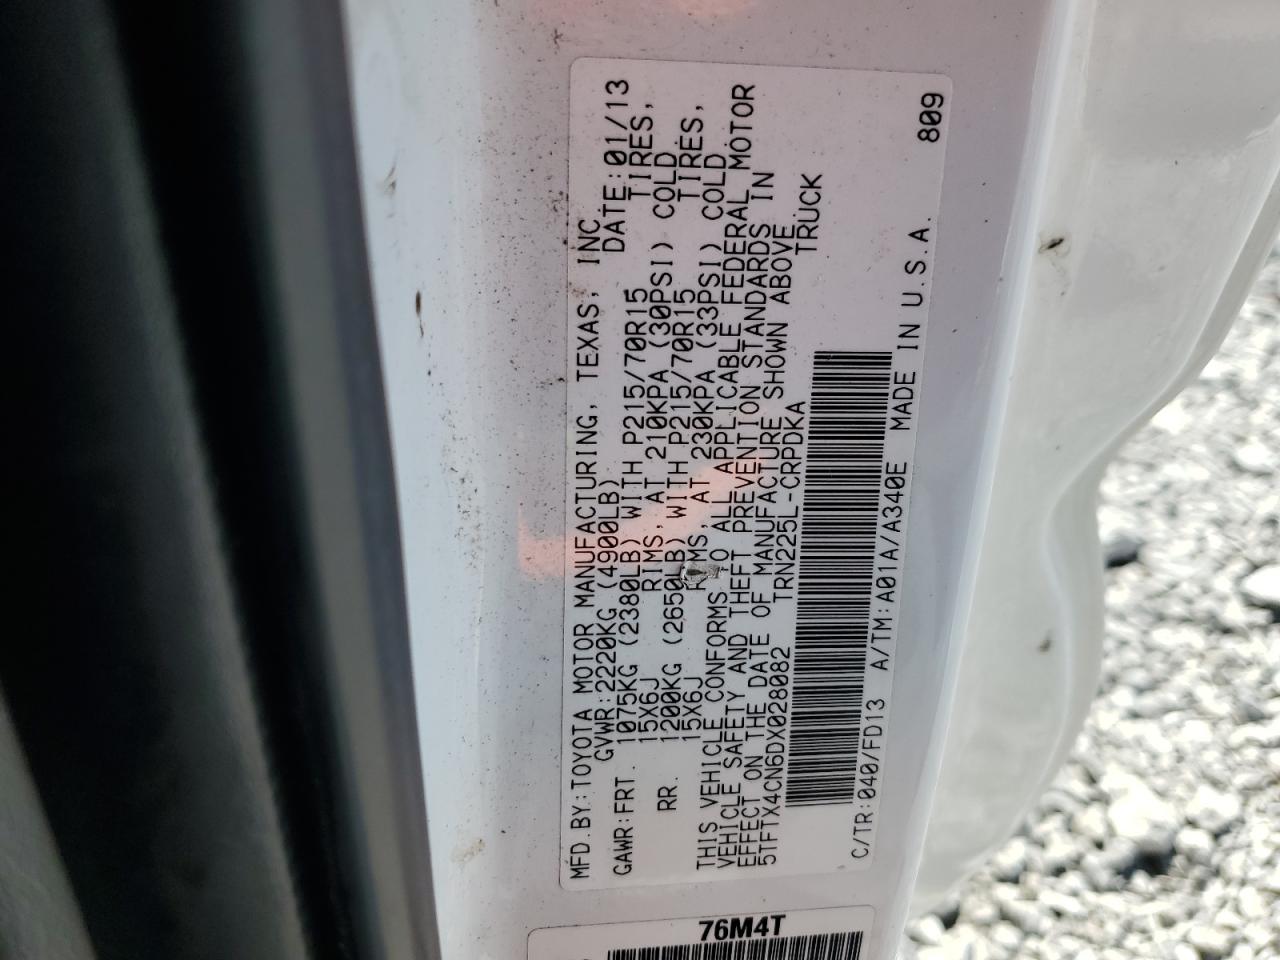 MFD.BY:TOYOTA MOTOR MANUFACTURING, TEXAS, INC.
GVWR:2220KG (4900LB) DATE:01/13
GAWR:FRT. 1075KG (2380LB) WITH P215/70R15 TIRES,
15X6J RIMS, AT 210KPA (30PSI) COLD
RR. 1200KG (2650LB) WITH P215/70R15 TIRES,
15X6J RIMS, AT 230KPA (33PSI) COLD
THIS VEHICLE CONFORMS TO ALL APPLICABLE FEDERAL MOTOR
VEHICLE SAFETY AND THEFT PREVENTION STANDARDS IN
EFFECT ON THE DATE OF MANUFACTURE SHOWN ABOVE.
5TFTX4CN6DX028082 TRN225L-CRPDKA TRUCK
C/TR:040/FD13 A/TM:A01A/A340E MADE IN U.S.A. 809
76M4T